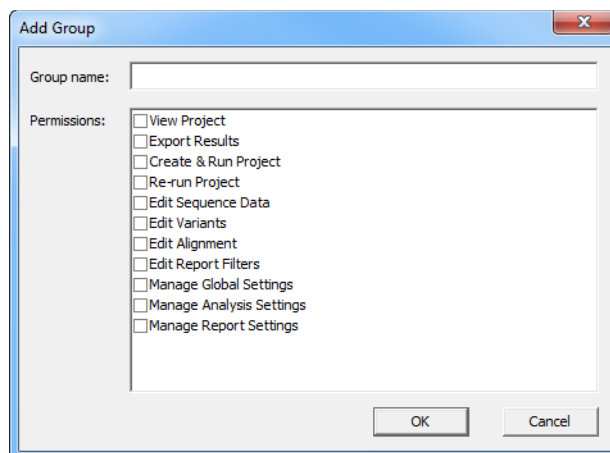 Add Group
Group name:
Permissions:
View Project
Export Results
Create & Run Project
Re-run Project
Edit Sequence Data
Edit Variants
Edit Alignment
Edit Report Filters
Manage Global Settings
Manage Analysis Settings
Manage Report Settings
OK
Cancel